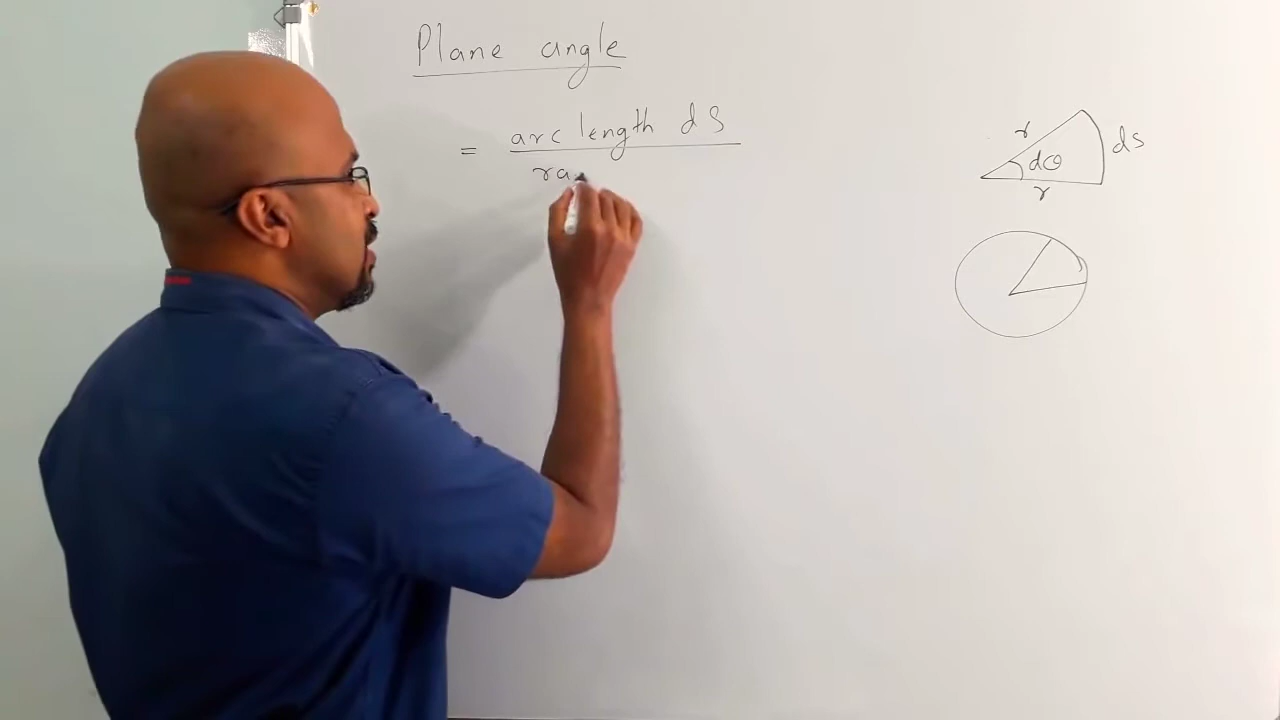 Plane angle
= arc length dS
ra
r
dθ
r
ds